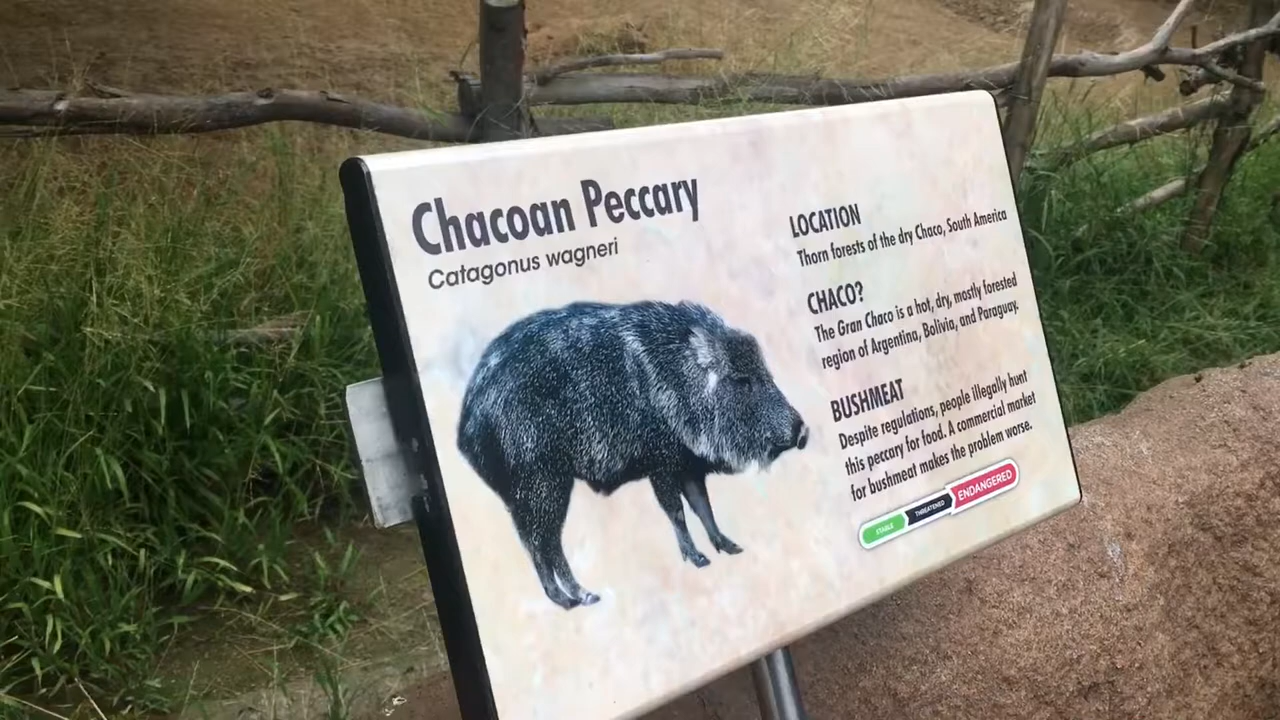 Chacoan Peccary
Catagonus wagneri
LOCATION
Thorn forests of the dry Chaco, South America
CHACO?
The Gran Chaco is a hot, dry, mostly forested
region of Argentina, Bolivia, and Paraguay.
BUSHMEAT
Despite regulations, people illegally hunt
this peccary for food. A commercial market
for bushmeat makes the problem worse.
STABLE THREATENED ENDANGERED